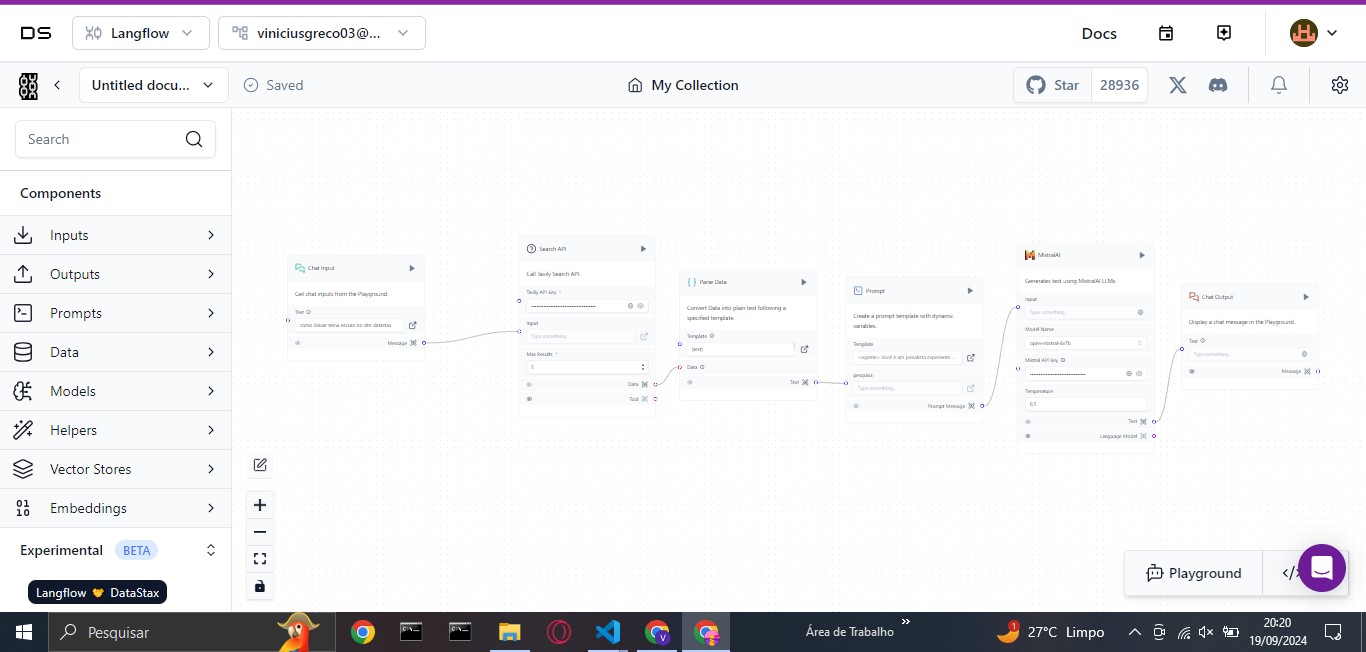 DS
Langflow
viniciusgreco03@...
Docs
Untitled docu...
Saved
My Collection
Star
28936
Search
Components
Inputs
Outputs
Prompts
Data
Models
Helpers
Vector Stores
Embeddings
Experimental
BETA
Langflow DataStax
Chat Input
Get chat inputs from the Playground.
Text
como deixar tema escuro no site datastax
Message
Search API
Call Tavily Search API.
Tavily API Key *
Input
Type something...
Max Results *
5
Data
Tool
Parse Data
Convert Data into plain text following a
specified template.
Template
{text}
Data
Text
Prompt
Create a prompt template with dynamic
variables.
Template
<agente> Você é um jornalista experiente ...
pesquisa
Type something...
Prompt Message
MistralAI
Generates text using MistralAI LLMs.
Input
Type something...
Model Name
open-mixtral-8x7b
Mistral API Key
Temperature
0.5
Text
Language Model
Chat Output
Display a chat message in the Playground.
Text
Type something...
Message
Playground
</>
Pesquisar
Área de Trabalho
»
1
27°C Limpo
20:20
19/09/2024